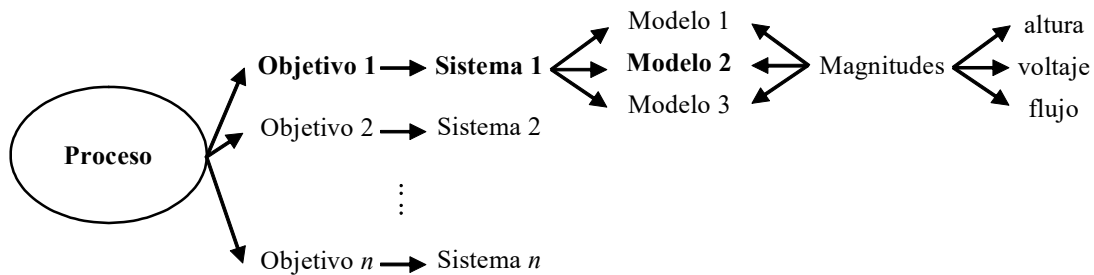 Proceso
Objetivo 1
Sistema 1
Modelo 1
Modelo 2
Modelo 3
Magnitudes
altura
voltaje
flujo
Objetivo 2
Sistema 2
⋮
Objetivo n
Sistema n